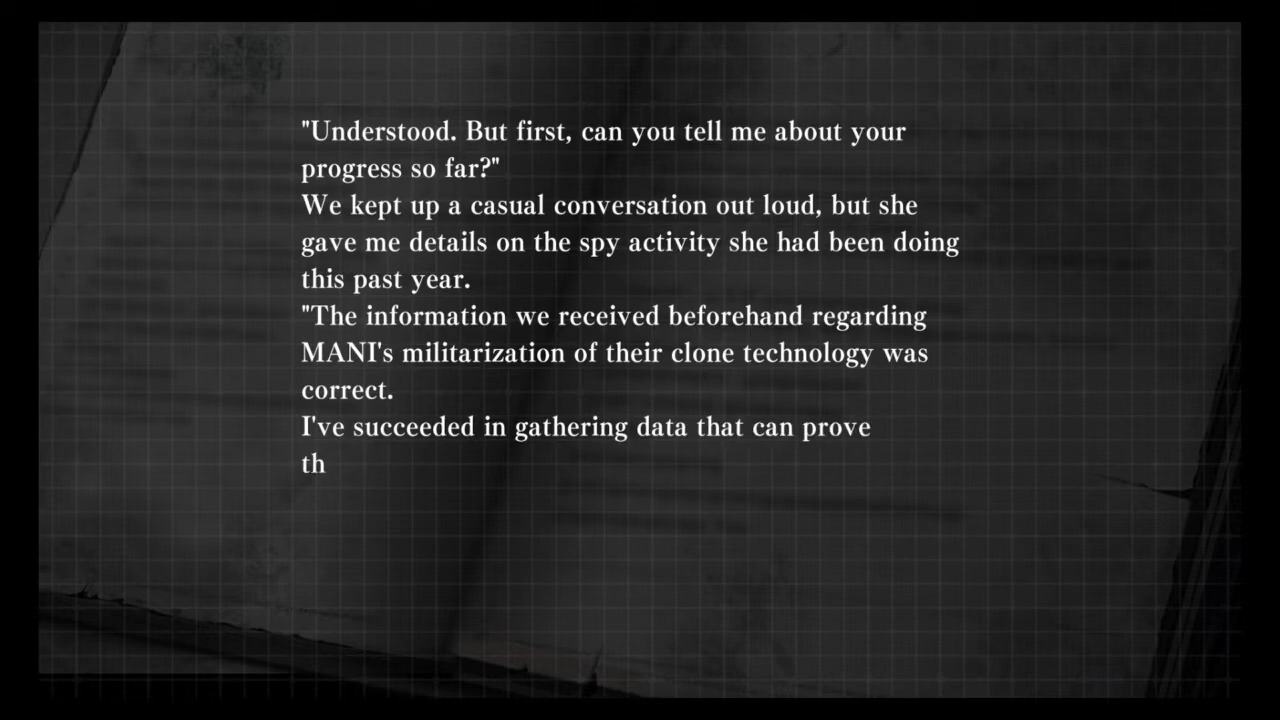 "Understood. But first, can you tell me about your
progress so far?"
We kept up a casual conversation out loud, but she
gave me details on the spy activity she had been doing
this past year.
"The information we received beforehand regarding
MANI's militarization of their clone technology was
correct.
I've succeeded in gathering data that can prove
th